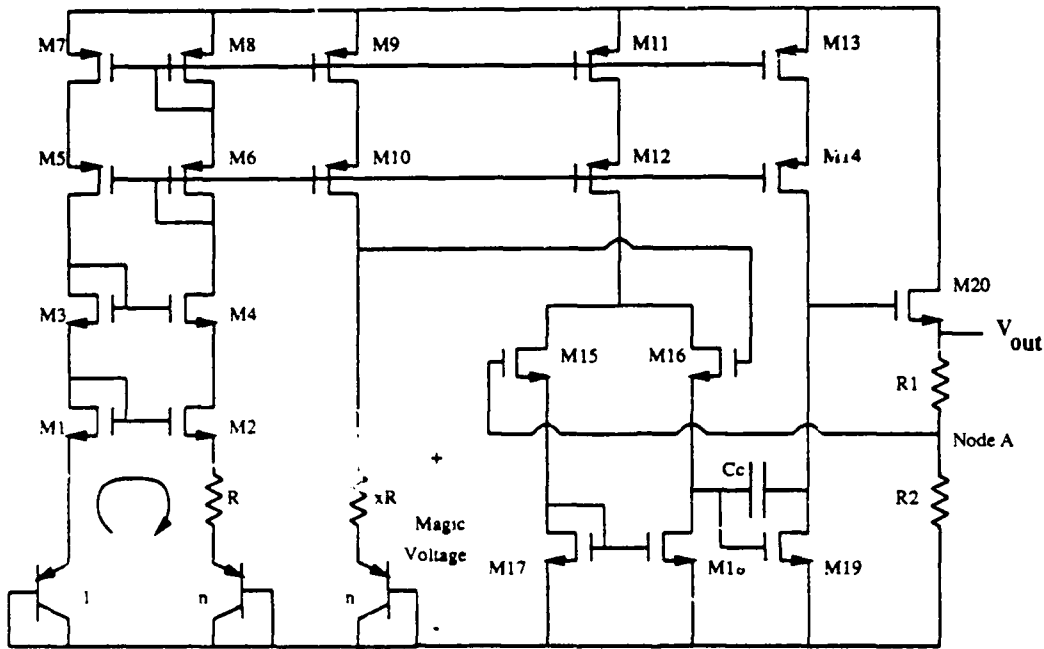 M7 M8 M9 M11 M13
M5 M6 M10 M12 M14
M3 M4 M20
V out
M15 M16 R1
M1 M2 Node A
+
Cc
R xR R2
Magic
Voltage
M17 M19
1 n n
-